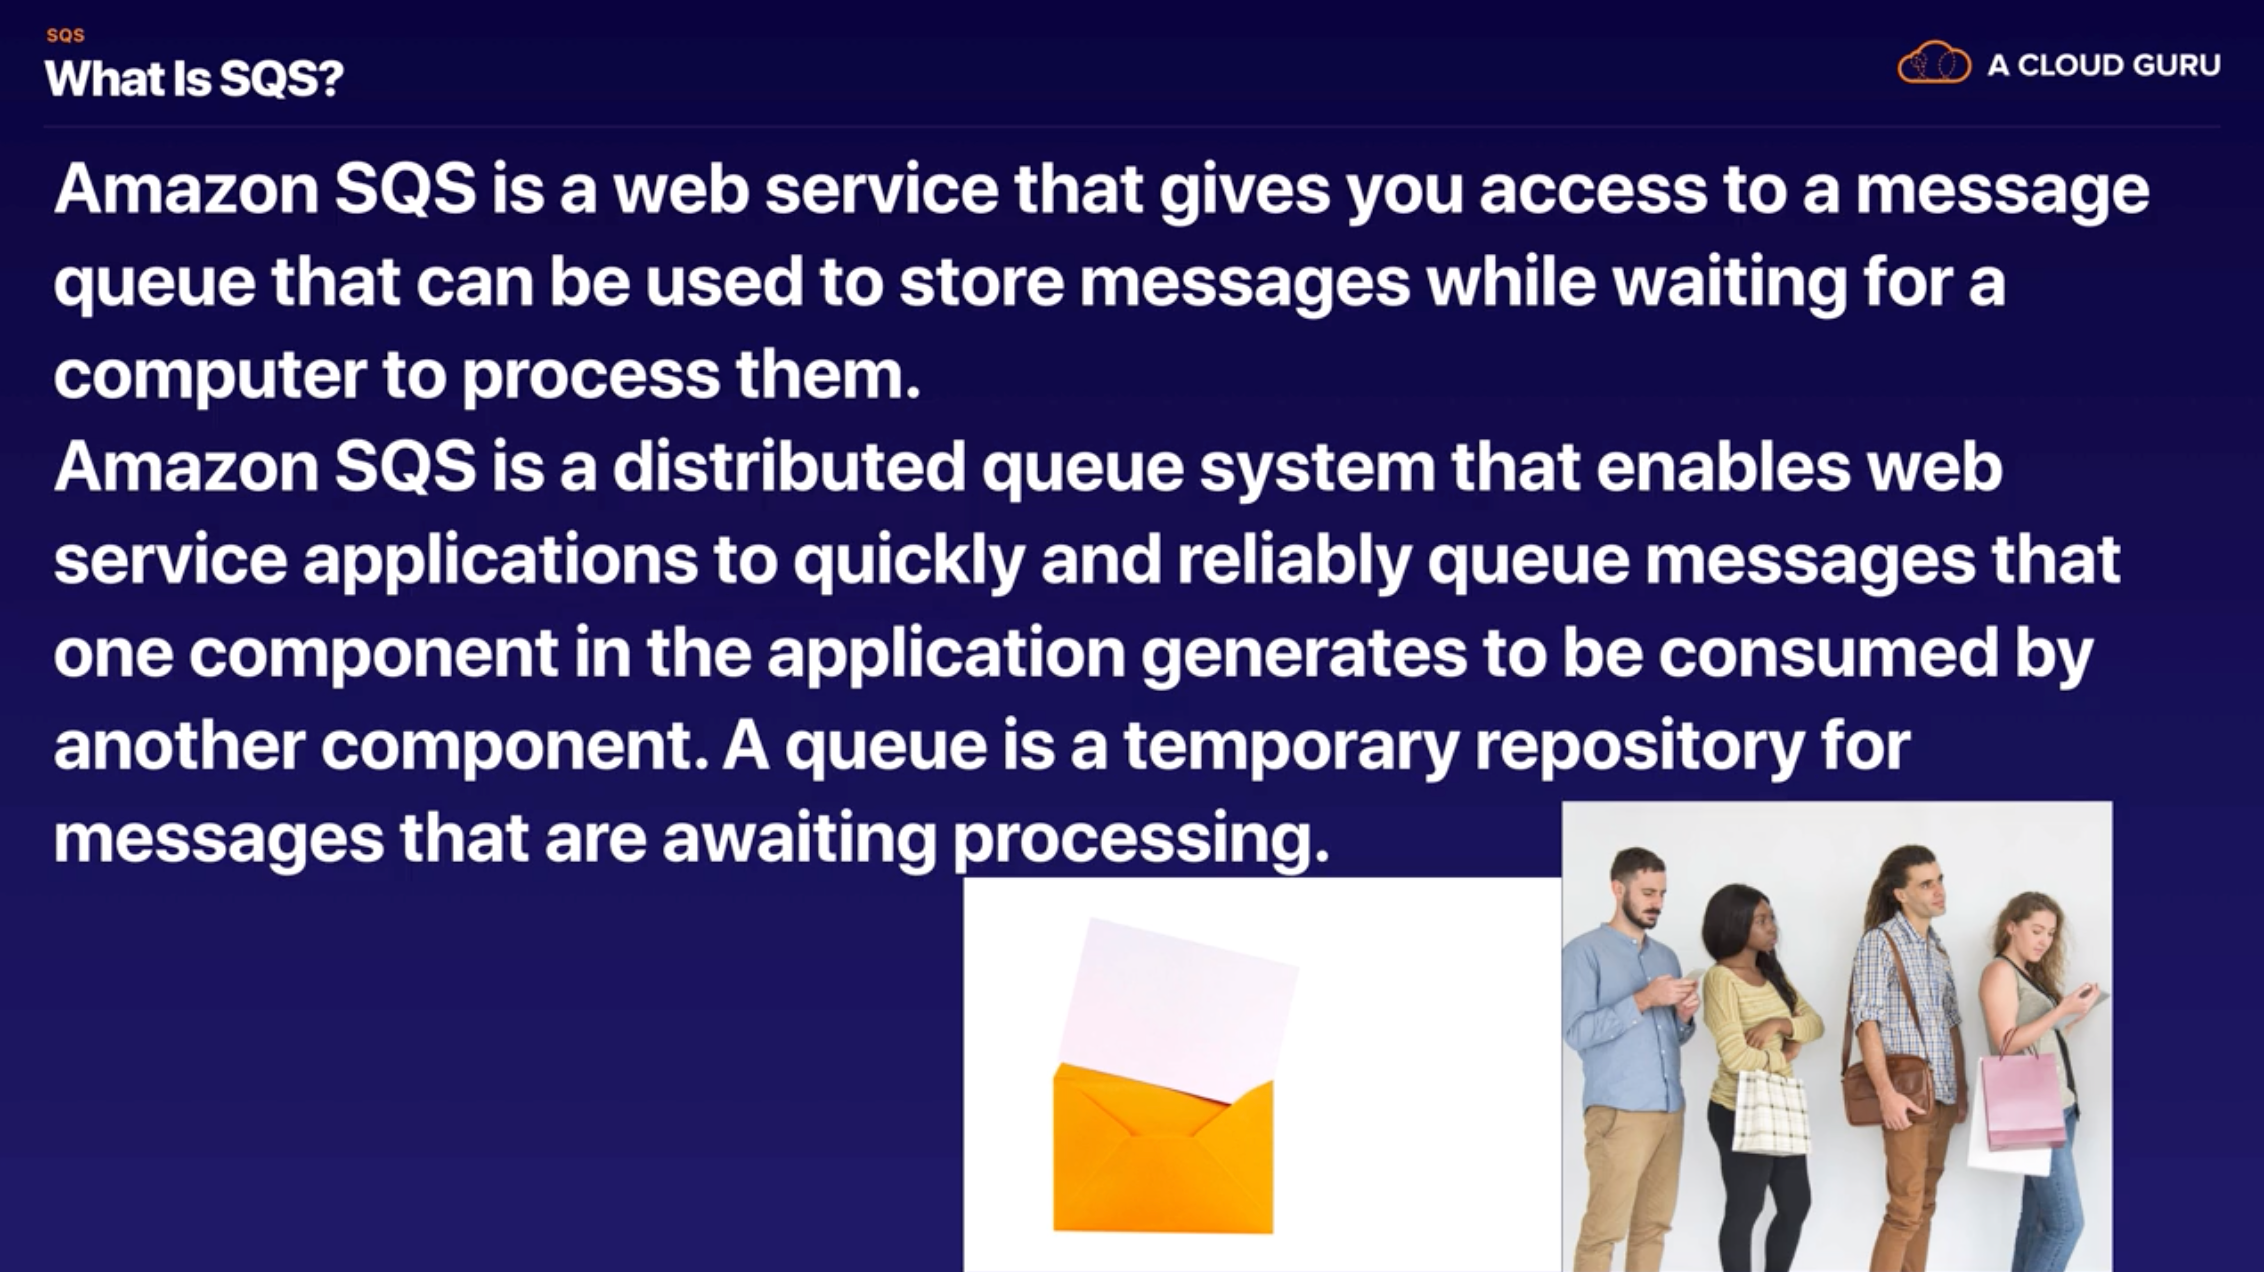 SQS
What Is SQS?
A CLOUD GURU
Amazon SQS is a web service that gives you access to a message
queue that can be used to store messages while waiting for a
computer to process them.
Amazon SQS is a distributed queue system that enables web
service applications to quickly and reliably queue messages that
one component in the application generates to be consumed by
another component. A queue is a temporary repository for
messages that are awaiting processing.